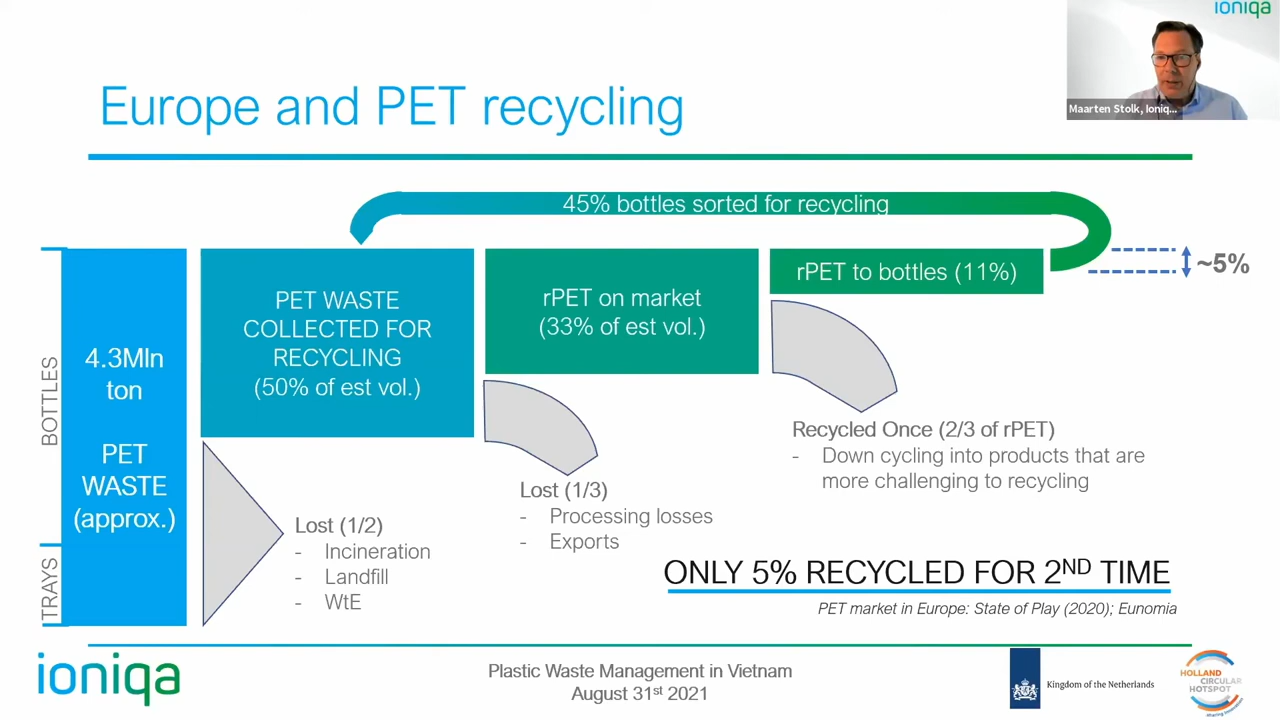 ioniqa
Maarten Stolk, Ioniq...
Europe and PET recycling
45% bottles sorted for recycling
BOTTLES
TRAYS
4.3Mln
ton
PET
WASTE
(approx.)
PET WASTE
COLLECTED FOR
RECYCLING
(50% of est vol.)
rPET on market
(33% of est vol.)
rPET to bottles (11%)
~5%
Lost (1/2)
- Incineration
- Landfill
- WtE
Lost (1/3)
- Processing losses
- Exports
Recycled Once (2/3 of rPET)
- Down cycling into products that are
more challenging to recycling
ONLY 5% RECYCLED FOR 2ND TIME
PET market in Europe: State of Play (2020); Eunomia
ioniqa
Plastic Waste Management in Vietnam
August 31st 2021
Kingdom of the Netherlands
HOLLAND
CIRCULAR
HOTSPOT